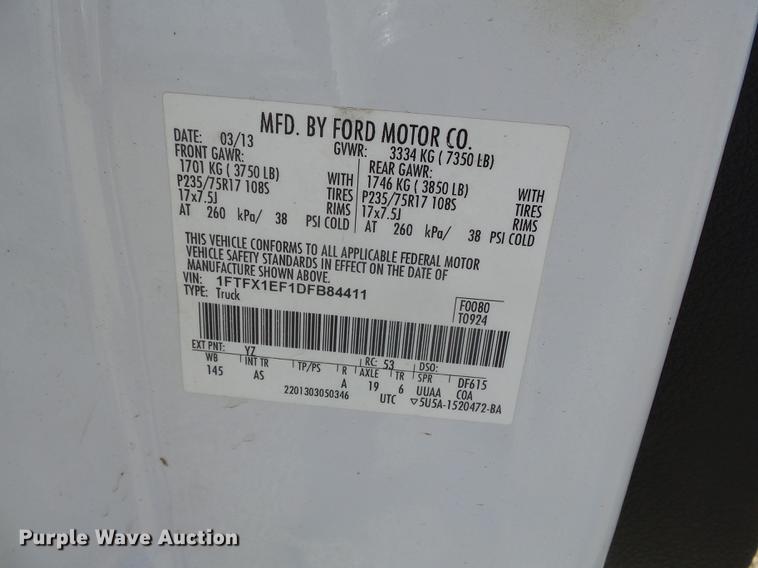 MFD. BY FORD MOTOR CO.
DATE: 03/13 GVWR: 3334 KG ( 7350 LB)
FRONT GAWR: REAR GAWR:
1701 KG ( 3750 LB) WITH 1746 KG ( 3850 LB) WITH
P235/75R17 108S TIRES P235/75R17 108S TIRES
17x7.5J RIMS 17x7.5J RIMS
AT 260 kPa/ 38 PSI COLD AT 260 kPa/ 38 PSI COLD
THIS VEHICLE CONFORMS TO ALL APPLICABLE FEDERAL MOTOR
VEHICLE SAFETY STANDARDS IN EFFECT ON THE DATE OF
MANUFACTURE SHOWN ABOVE.
VIN: 1FTFX1EF1DFB84411 F0080
TYPE: Truck T0924
EXT PNT: YZ RC: 53 DSO:
WB INT TR TP/PS R AXLE TR SPR DF615
145 AS A 19 6 UUAA COA
2201303050346 UTC ▽5U5A-1520472-BA
Purple Wave Auction